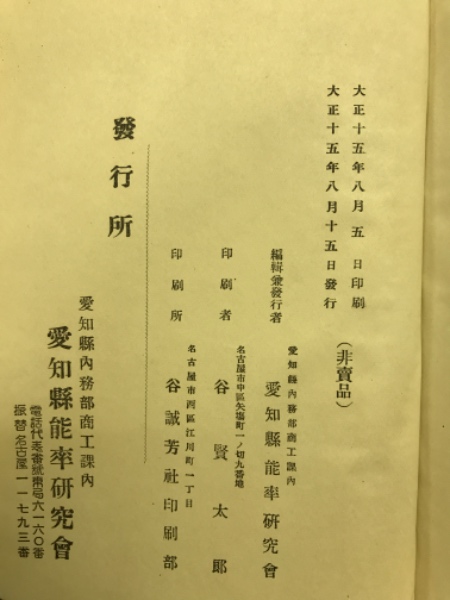 大正十五年八月五日印刷
大正十五年八月十五日發行
(非賣品)
編輯兼發行者
愛知縣內務部商工課內
愛知縣能率硏究會
印刷者
名古屋市中區矢場町一ノ切九番地
谷賢太郞
印刷所
名古屋市西區江川町一丁目
谷誠芳社印刷部
發行所
愛知縣內務部商工課內
愛知縣能率硏究會
電話代表番號東局六一六〇番
振替名古屋一一七九三番